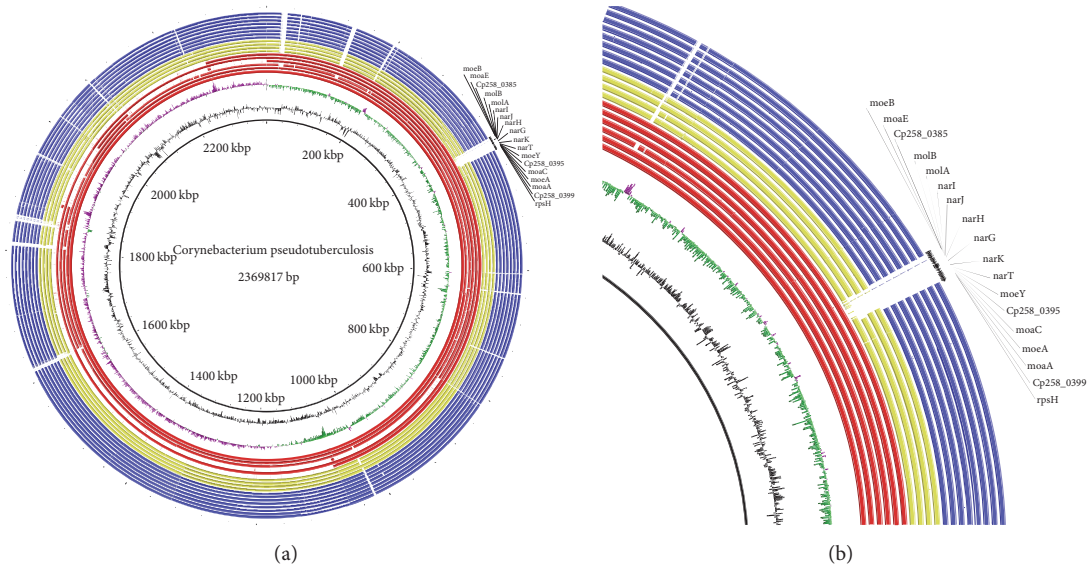 moeB
moaE
Cp258_0385
molB
molA
narI
narJ
narH
narG
narK
narT
moeY
Cp258_0395
moaC
moeA
moaA
Cp258_0399
rpsH
2200 kbp
200 kbp
2000 kbp
400 kbp
Corynebacterium pseudotuberculosis
1800 kbp
2369817 bp
600 kbp
1600 kbp
800 kbp
1400 kbp
1000 kbp
1200 kbp
(a)
moeB
moaE
Cp258_0385
molB
molA
narI
narJ
narH
narG
narK
narT
moeY
Cp258_0395
moaC
moeA
moaA
Cp258_0399
rpsH
(b)